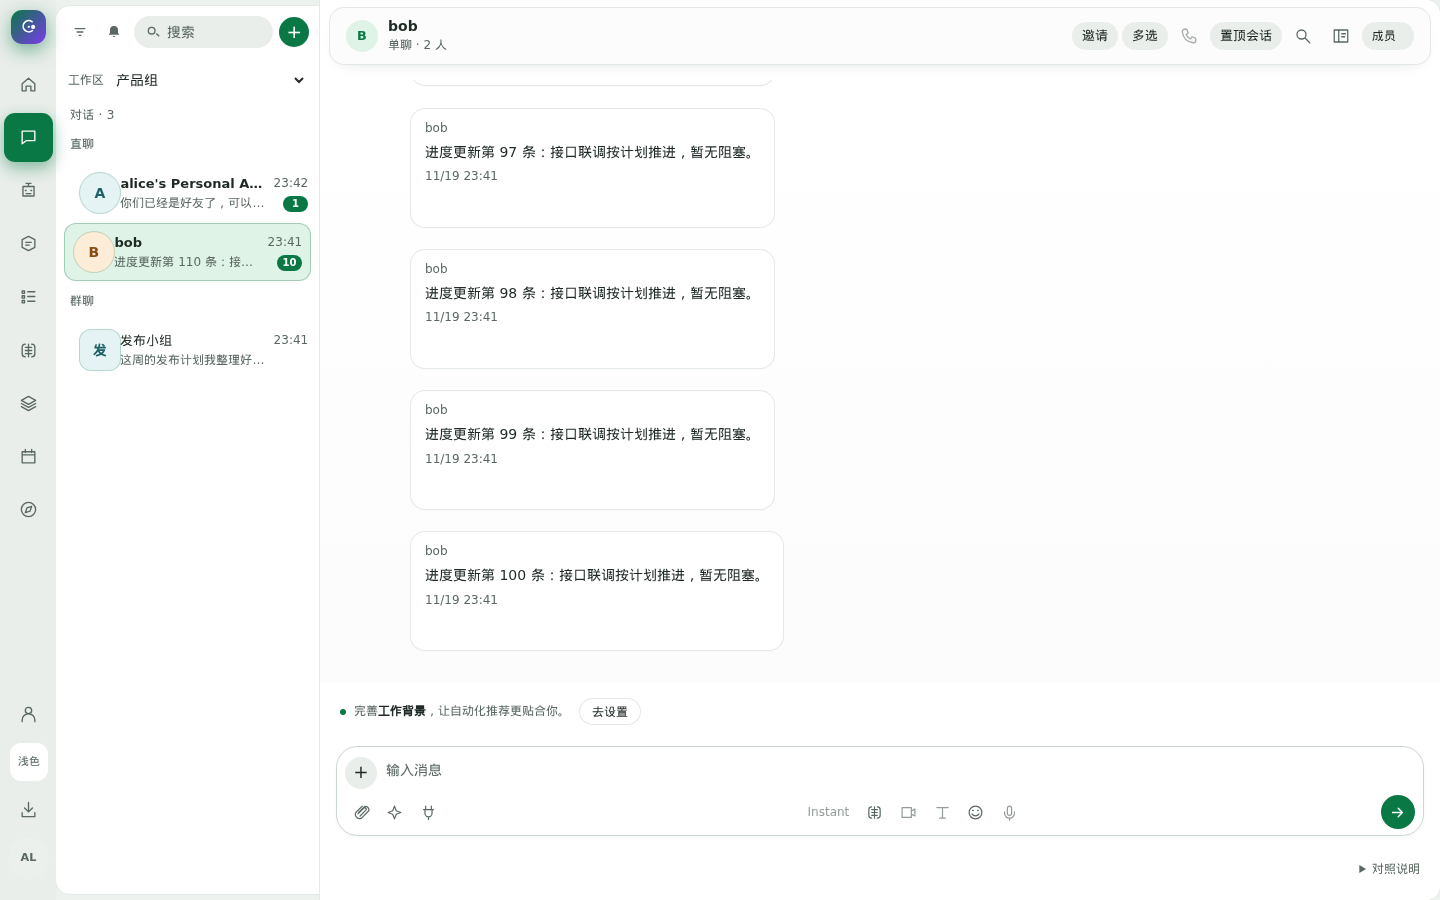 搜索
工作区 产品组
对话 · 3
直聊
A
alice's Personal A... 23:42
你们已经是好友了，可以... 1
B
bob 23:41
进度更新第 110 条：接... 10
群聊
发
发布小组 23:41
这周的发布计划我整理好...
浅色
AL
B
bob
单聊 · 2 人
邀请
多选
置顶会话
成员
bob
进度更新第 97 条：接口联调按计划推进，暂无阻塞。
11/19 23:41
bob
进度更新第 98 条：接口联调按计划推进，暂无阻塞。
11/19 23:41
bob
进度更新第 99 条：接口联调按计划推进，暂无阻塞。
11/19 23:41
bob
进度更新第 100 条：接口联调按计划推进，暂无阻塞。
11/19 23:41
完善工作背景，让自动化推荐更贴合你。 去设置
输入消息
Instant
▶ 对照说明